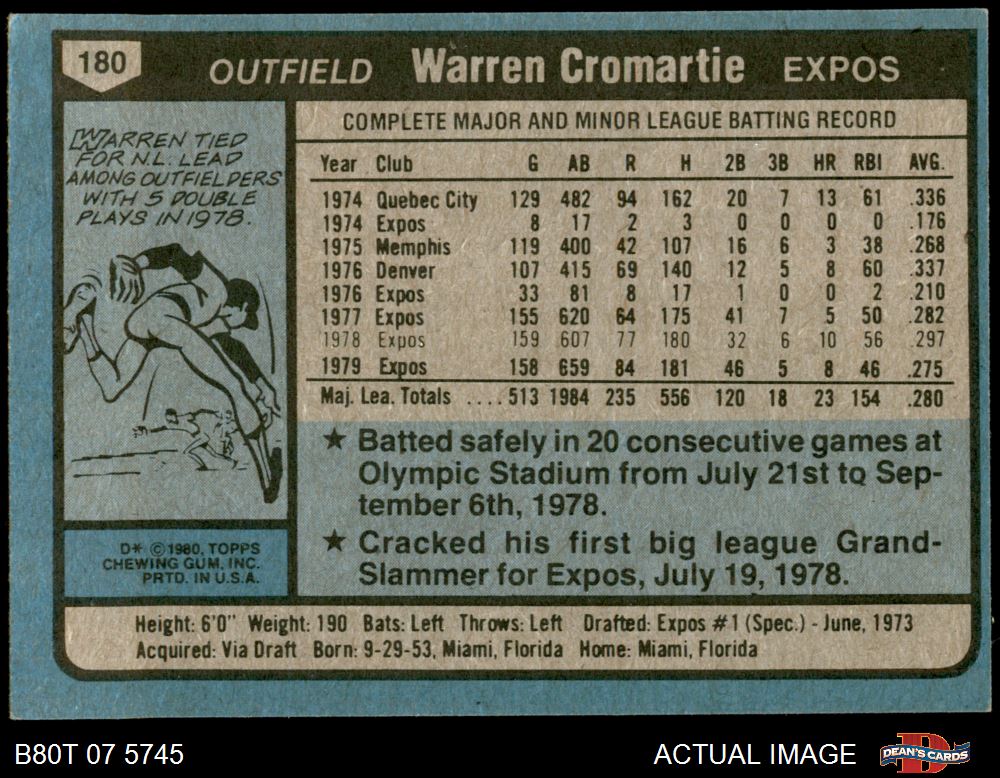 180 OUTFIELD Warren Cromartie EXPOS
WARREN TIED
FOR N.L. LEAD
AMONG OUTFIELDERS
WITH 5 DOUBLE
PLAYS IN 1978.
COMPLETE MAJOR AND MINOR LEAGUE BATTING RECORD
Year Club G AB R H 2B 3B HR RBI AVG.
1974 Quebec City 129 482 94 162 20 7 13 61 .336
1974 Expos 8 17 2 3 0 0 0 0 .176
1975 Memphis 119 400 42 107 16 6 3 38 .268
1976 Denver 107 415 69 140 12 5 8 60 .337
1976 Expos 33 81 8 17 1 0 0 2 .210
1977 Expos 155 620 64 175 41 7 5 50 .282
1978 Expos 159 607 77 180 32 6 10 56 .297
1979 Expos 158 659 84 181 46 5 8 46 .275
Maj. Lea. Totals .... 513 1984 235 556 120 18 23 154 .280
★ Batted safely in 20 consecutive games at
Olympic Stadium from July 21st to Sep-
tember 6th, 1978.
★ Cracked his first big league Grand-
Slammer for Expos, July 19, 1978.
D* © 1980, TOPPS
CHEWING GUM, INC.
PRTD. IN U.S.A.
Height: 6'0" Weight: 190 Bats: Left Throws: Left Drafted: Expos #1 (Spec.) - June, 1973
Acquired: Via Draft Born: 9-29-53, Miami, Florida Home: Miami, Florida
B80T 07 5745 ACTUAL IMAGE DEAN'S CARDS